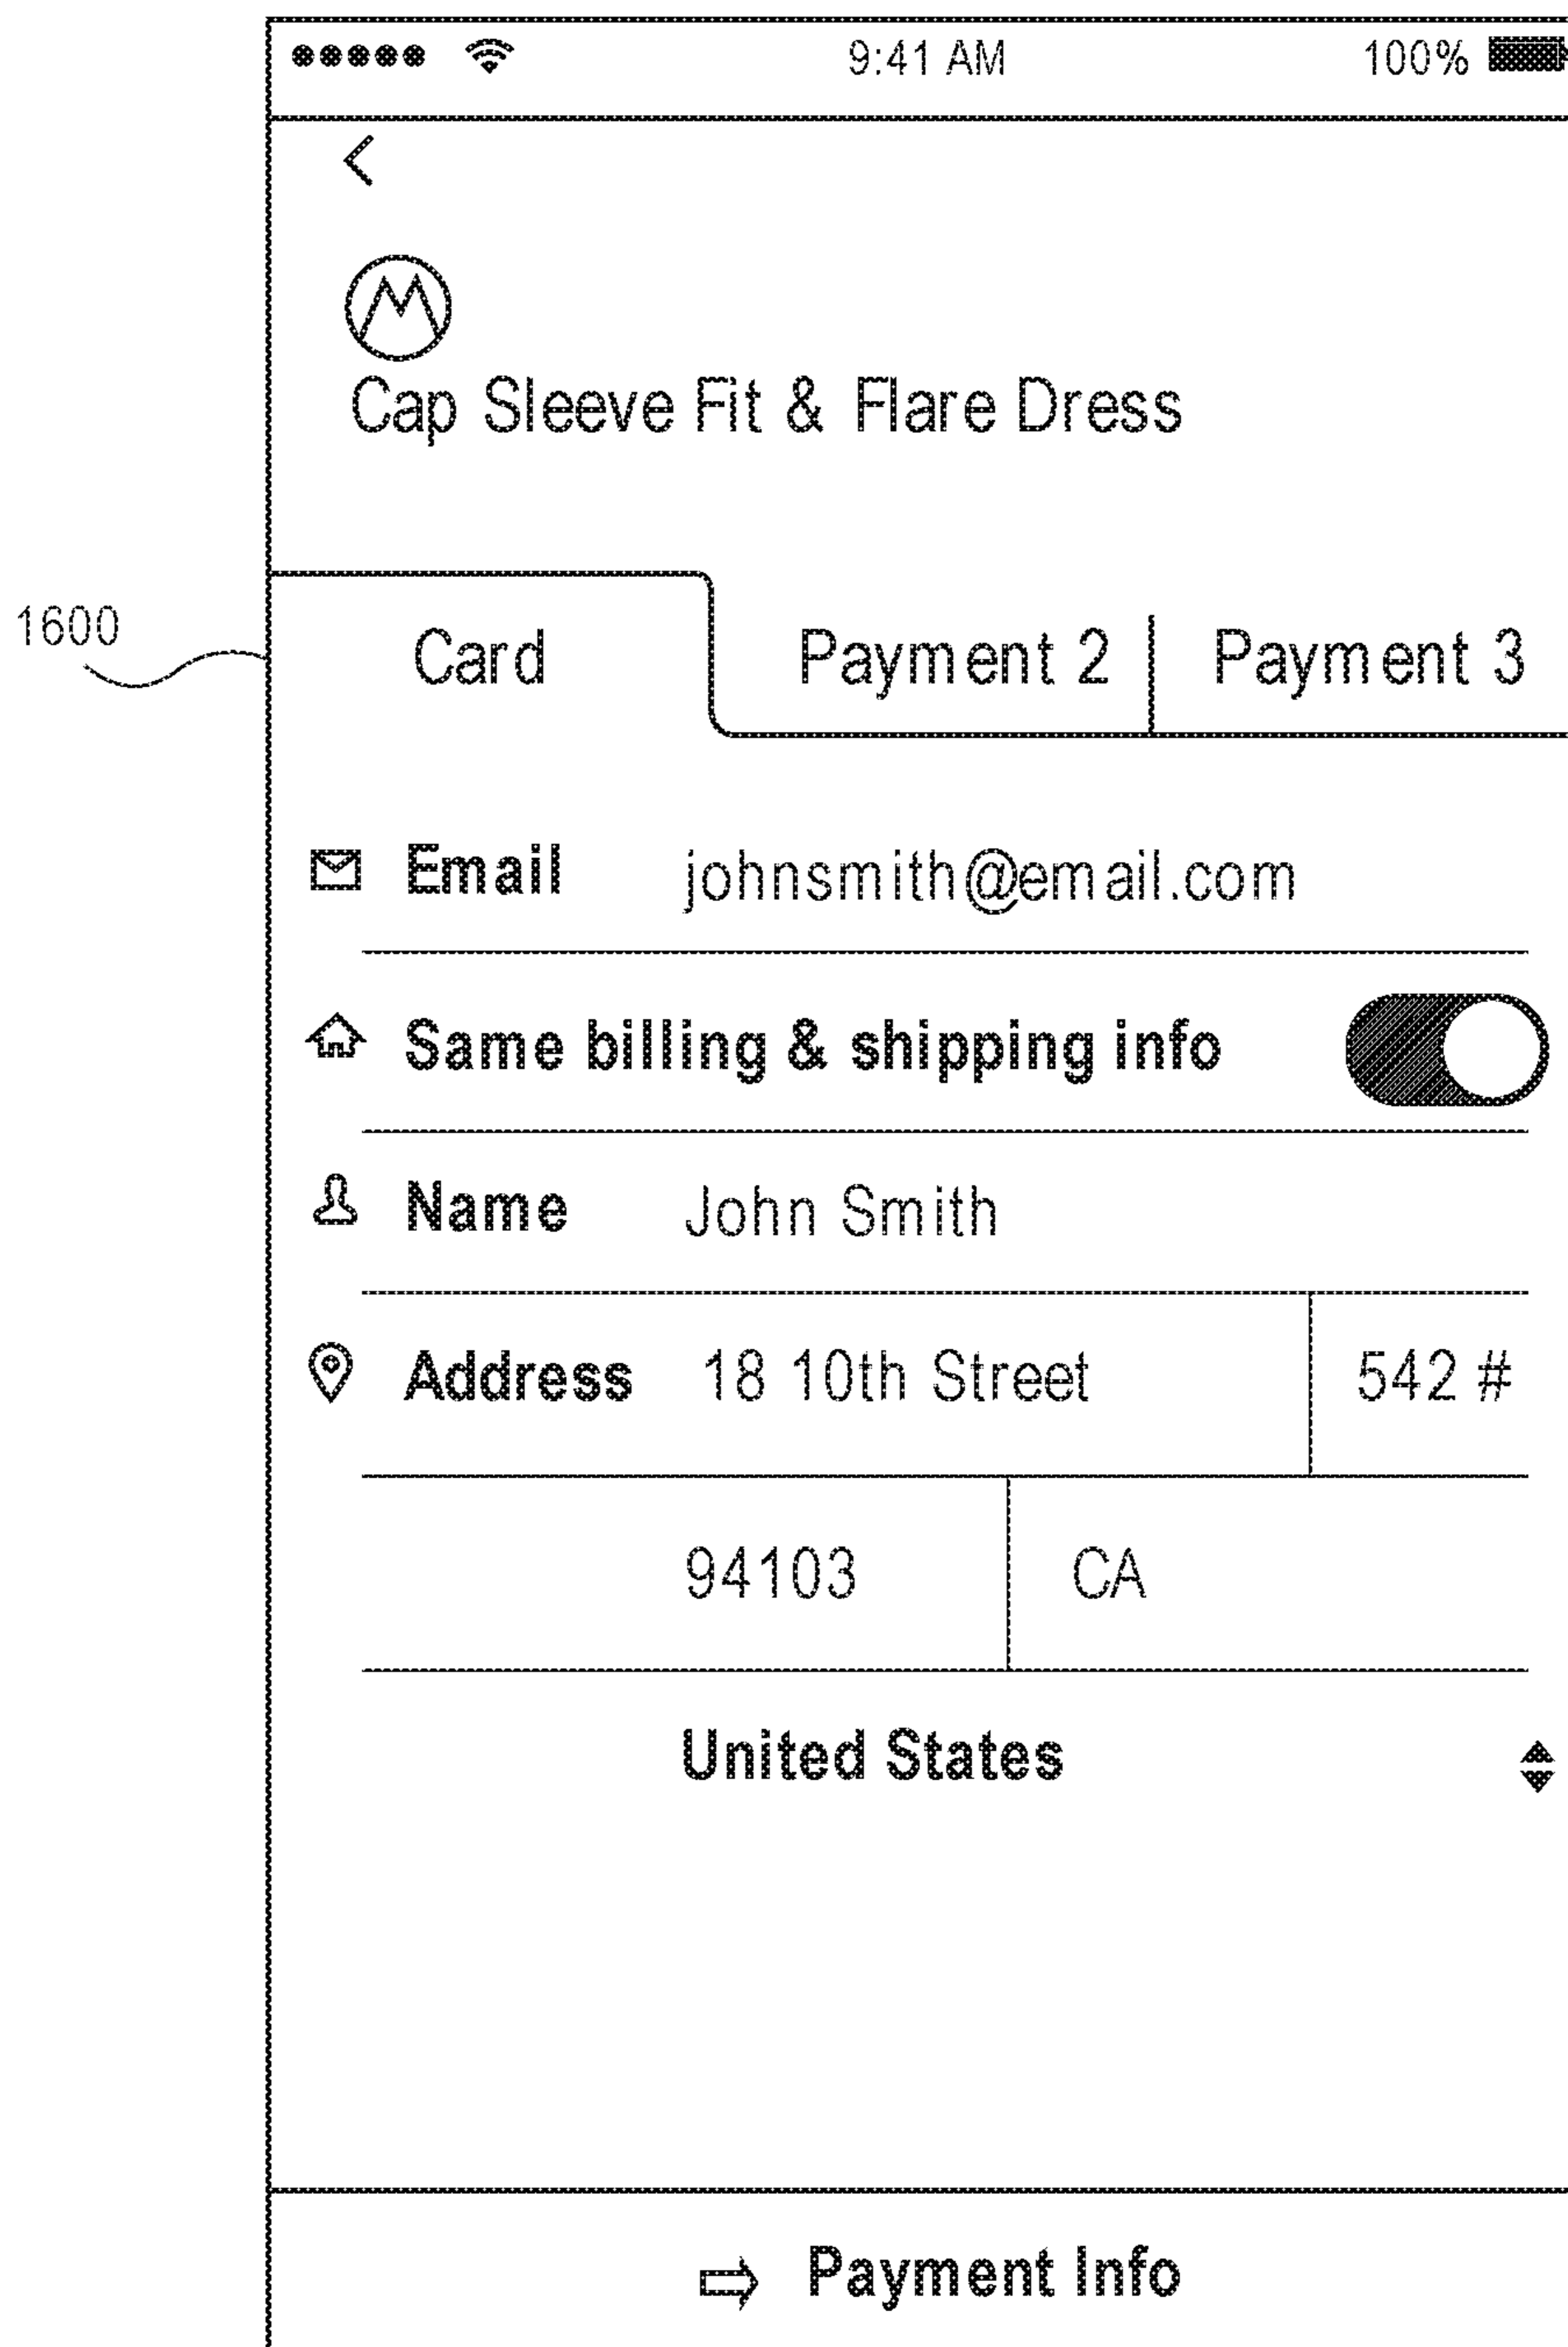 9:41 AM 100%
Cap Sleeve Fit & Flare Dress
1600
Card Payment 2 Payment 3
Email johnsmith@email.com
Same billing & shipping info
Name John Smith
Address 18 10th Street 542 #
94103 CA
United States
Payment Info